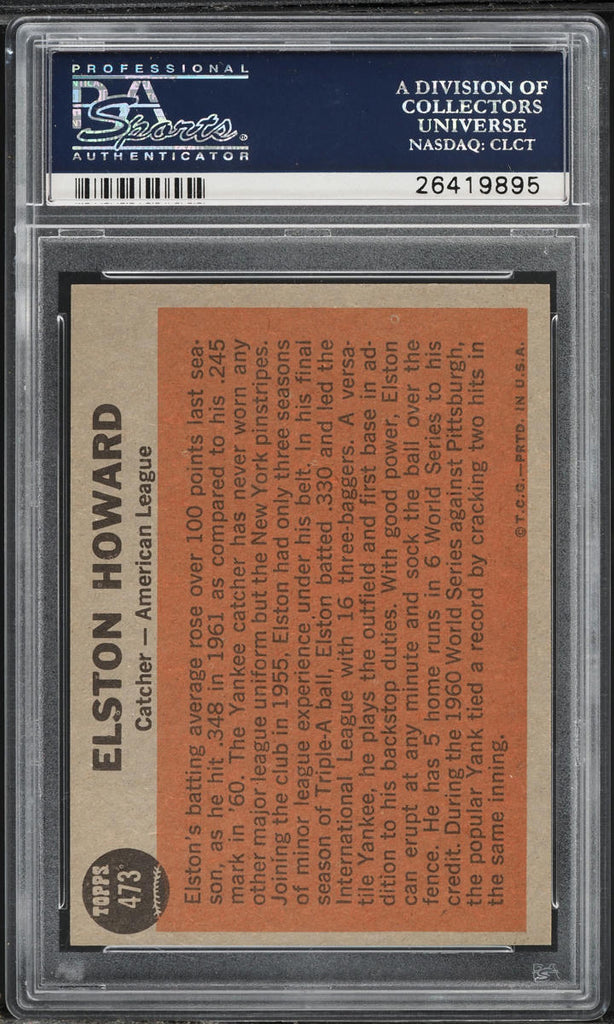 PROFESSIONAL
PSA
Sports
AUTHENTICATOR
A DIVISION OF
COLLECTORS
UNIVERSE
NASDAQ: CLCT
26419895
TOPPS
473
ELSTON HOWARD
Catcher — American League
Elston's batting average rose over 100 points last sea-
son, as he hit .348 in 1961 as compared to his .245
mark in '60. The Yankee catcher has never worn any
other major league uniform but the New York pinstripes.
Joining the club in 1955, Elston had only three seasons
of minor league experience under his belt. In his final
season of Triple-A ball, Elston batted .330 and led the
International League with 16 three-baggers. A versa-
tile Yankee, he plays the outfield and first base in ad-
dition to his backstop duties. With good power, Elston
can erupt at any minute and sock the ball over the
fence. He has 5 home runs in 6 World Series to his
credit. During the 1960 World Series against Pittsburgh,
the popular Yank tied a record by cracking two hits in
the same inning.
©T.C.G.—PRTD. IN U.S.A.